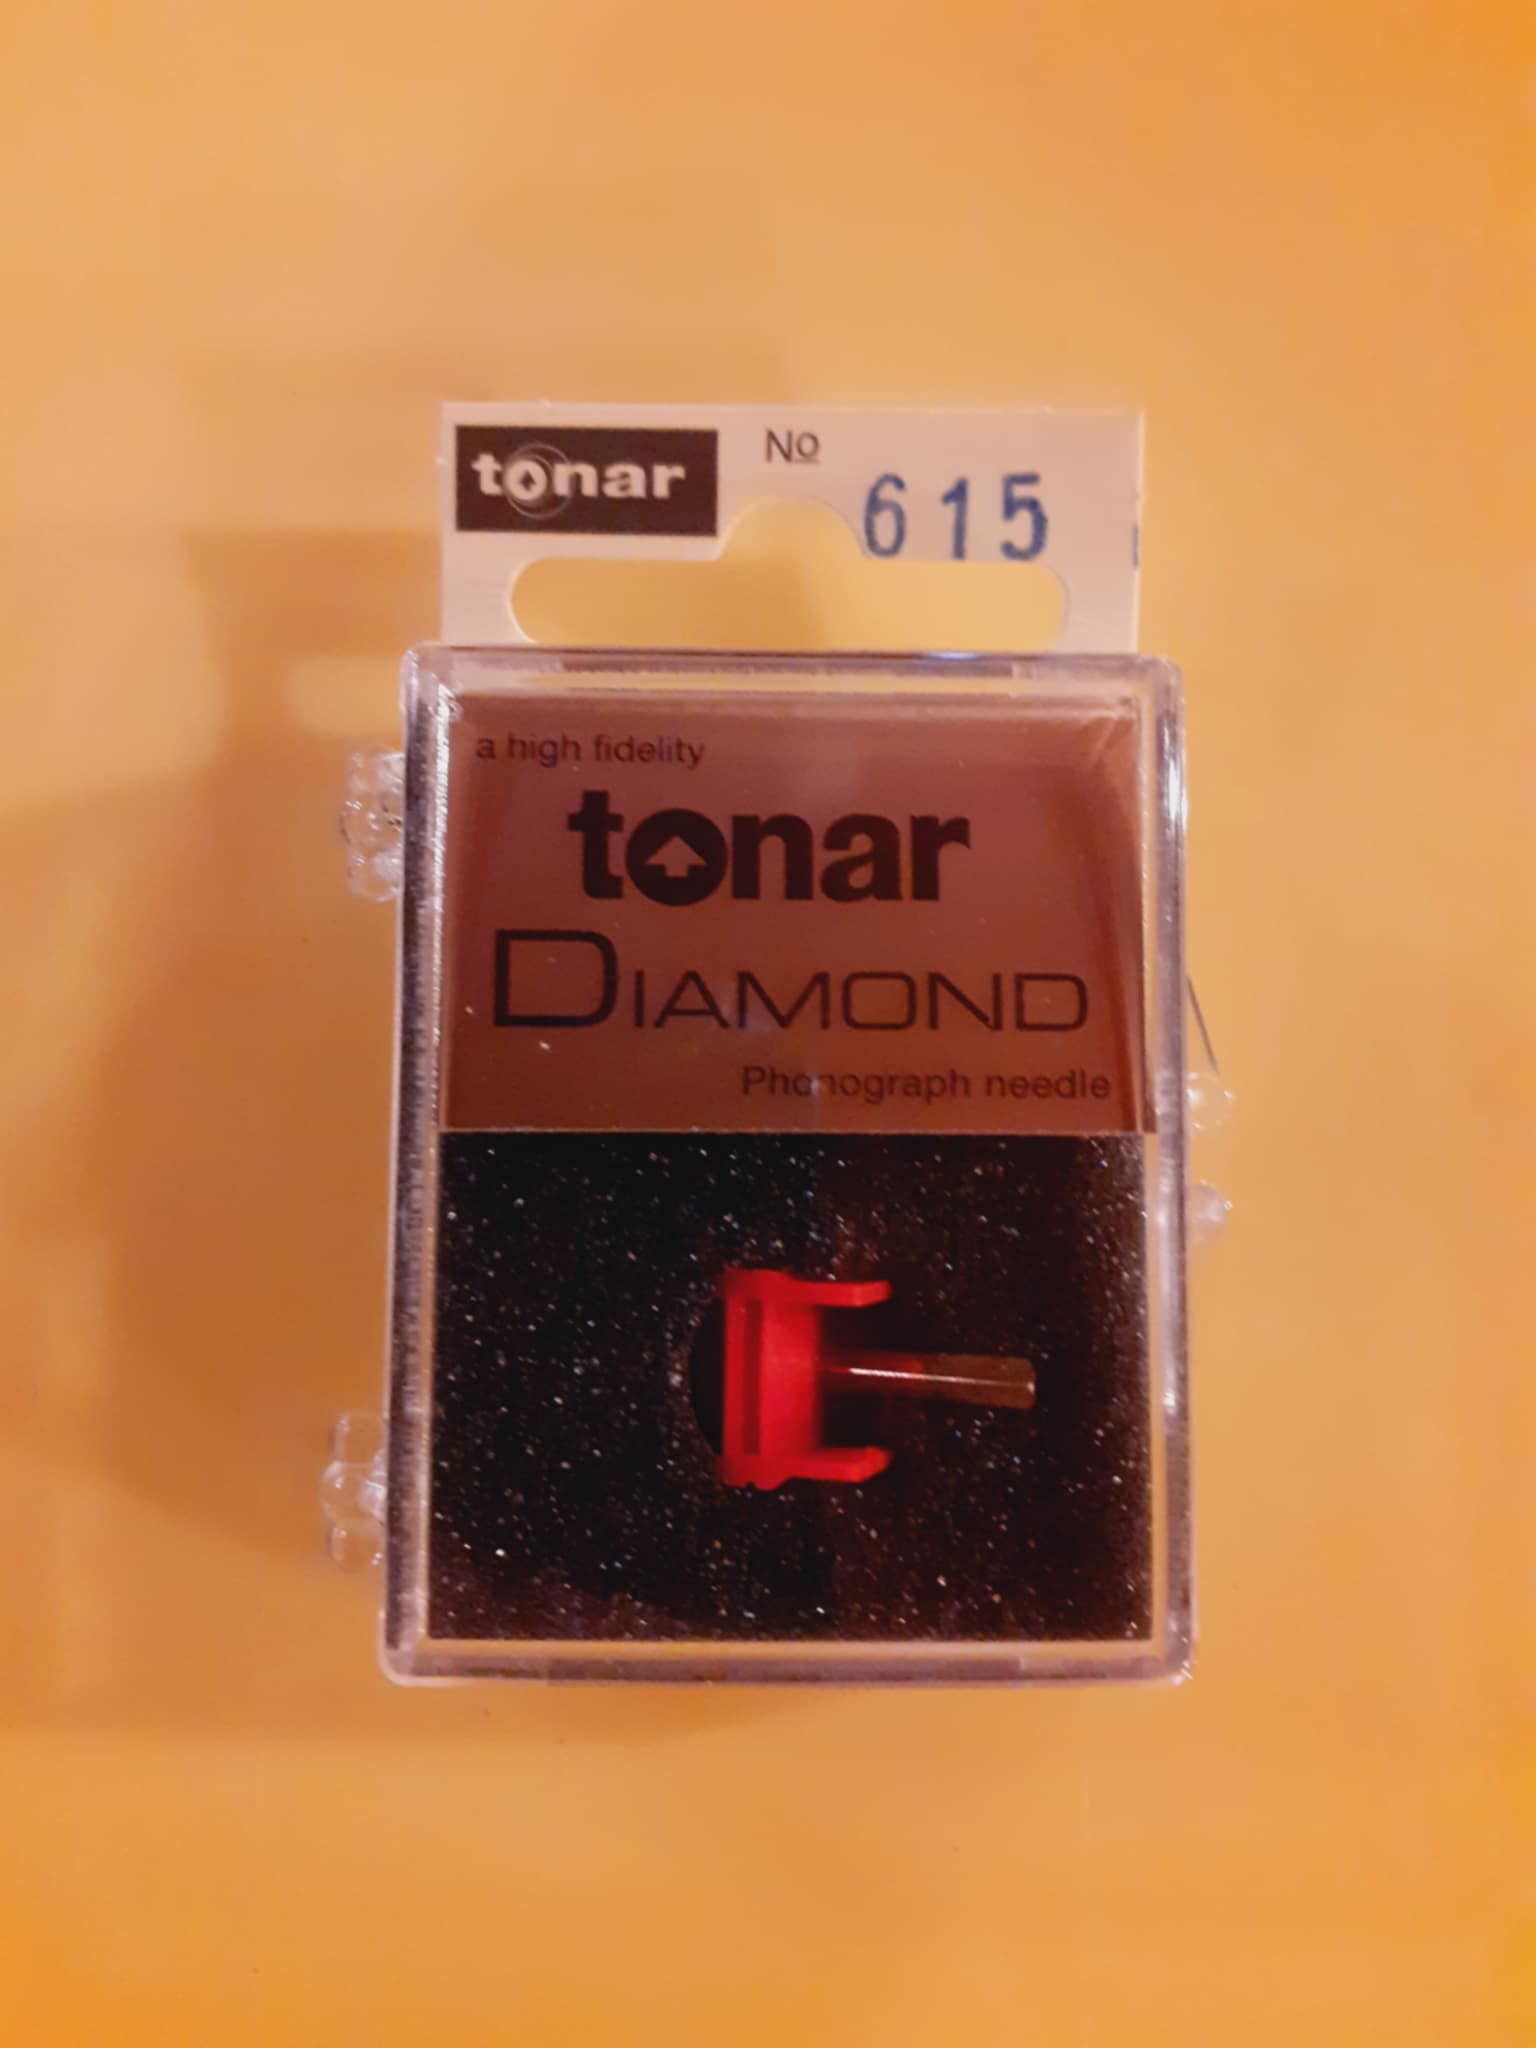 tonar
No
615
a high fidelity
tonar
DIAMOND
Phonograph needle